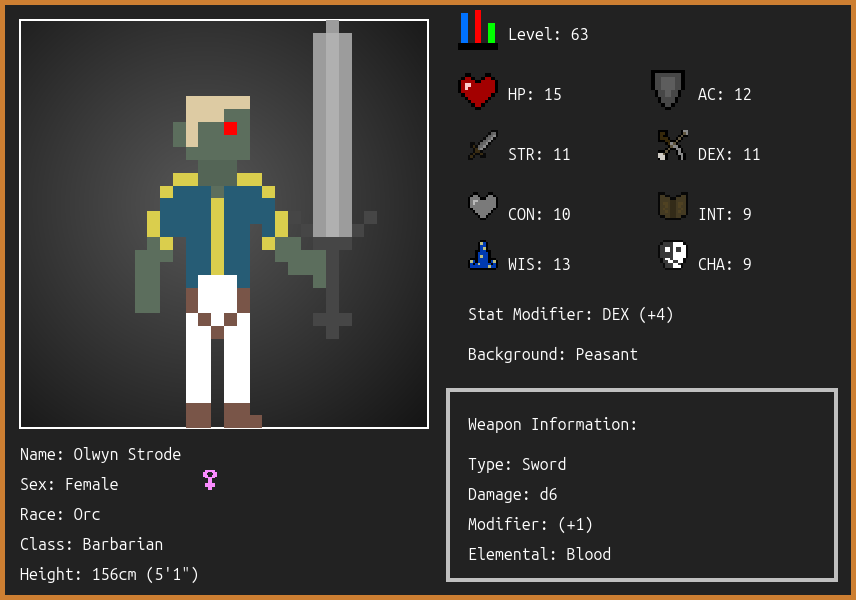 Level: 63
HP: 15
AC: 12
STR: 11
DEX: 11
CON: 10
INT: 9
WIS: 13
CHA: 9
Stat Modifier: DEX (+4)
Background: Peasant
Weapon Information:
Type: Sword
Damage: d6
Modifier: (+1)
Elemental: Blood
Name: Olwyn Strode
Sex: Female
Race: Orc
Class: Barbarian
Height: 156cm (5'1")